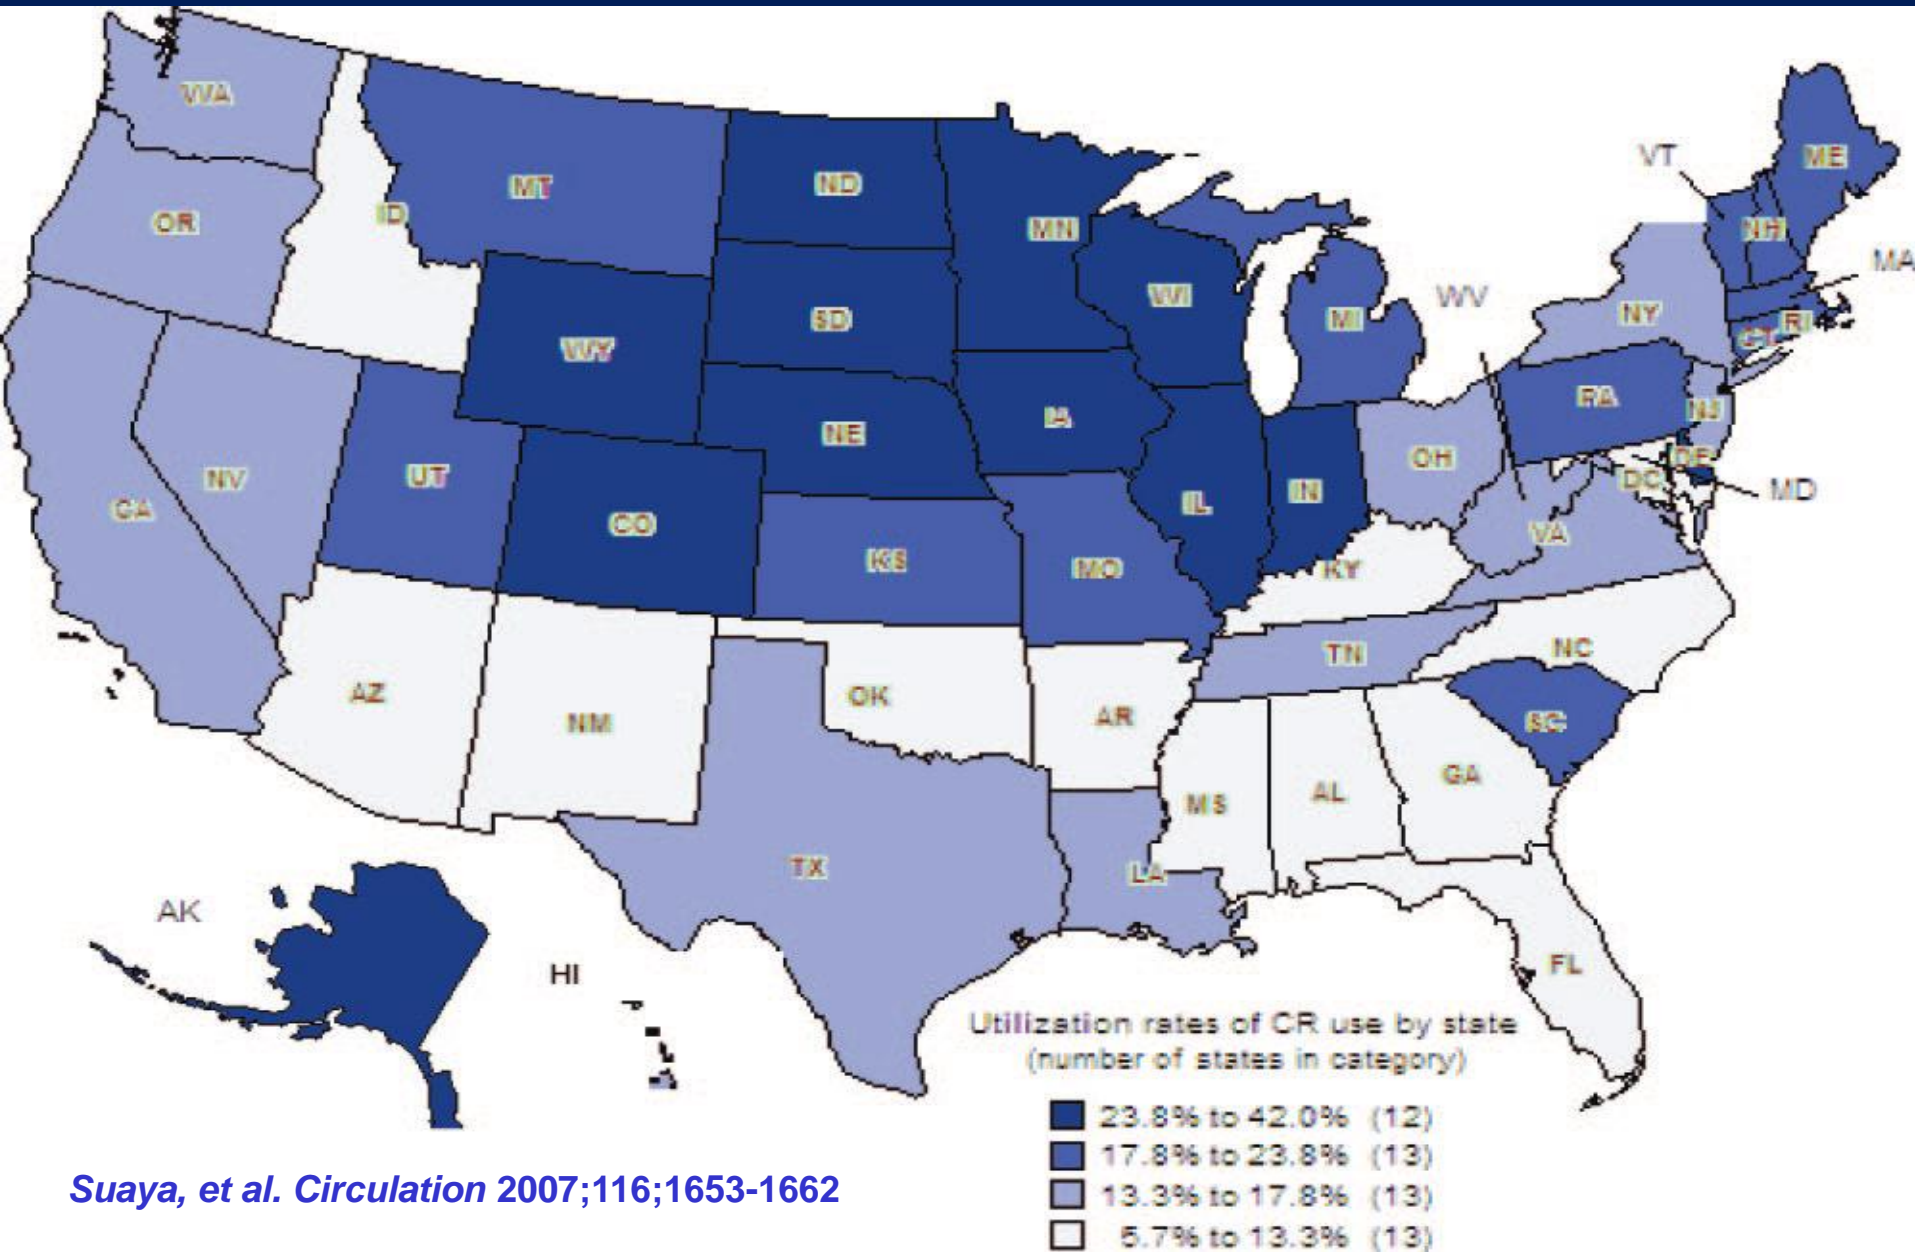 WA
VT
ME
MT
ND
ID
OR
MN
NH
MA
WV
WI
SD
MI
NY
RI
CT
WY
PA
NJ
IA
NE
OH
DE
UT
NV
DC
MD
IN
IL
CA
CO
VA
KS
MO
KY
NC
TN
AZ
OK
NM
AR
SC
GA
AL
MS
TX
LA
AK
FL
HI
Utilization rates of CR use by state
(number of states in category)
23.8% to 42.0% (12)
17.8% to 23.8% (13)
13.3% to 17.8% (13)
5.7% to 13.3% (13)
Suaya, et al. Circulation 2007;116;1653-1662